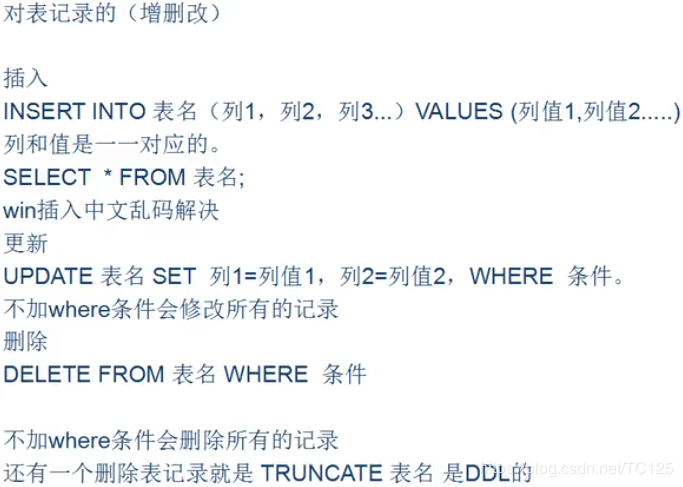 对表记录的（增删改）
插入
INSERT INTO 表名（列1，列2，列3...）VALUES (列值1,列值2.....)
列和值是一一对应的。
SELECT * FROM 表名;
win插入中文乱码解决
更新
UPDATE 表名 SET 列1=列值1，列2=列值2，WHERE 条件。
不加where条件会修改所有的记录
删除
DELETE FROM 表名 WHERE 条件
不加where条件会删除所有的记录
还有一个删除表记录就是 TRUNCATE 表名 是DDL的
blog.csdn.net/TC125